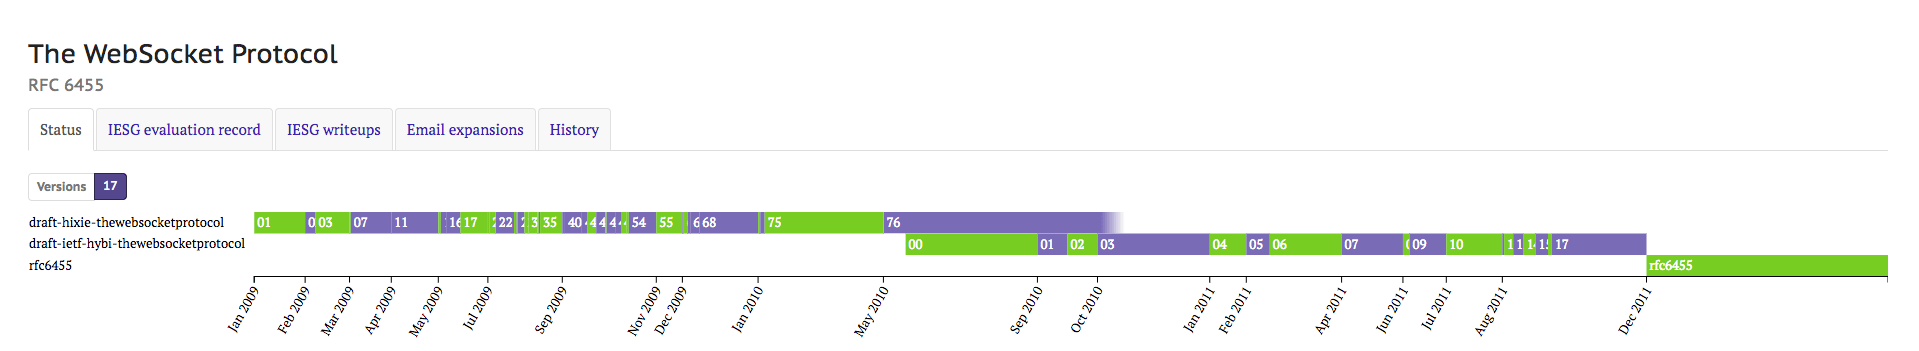 The WebSocket Protocol
RFC 6455
Status IESG evaluation record IESG writeups Email expansions History
Versions 17
draft-hixie-thewebsocketprotocol 01 03 07 11 16 17 22 35 40 54 55 68 75 76
draft-ietf-hybi-thewebsocketprotocol 00 01 02 03 04 05 06 07 09 10 15 17
rfc6455 rfc6455
Jan 2009 Feb 2009 Mar 2009 Apr 2009 May 2009 Jul 2009 Sep 2009 Nov 2009 Dec 2009 Jan 2010 May 2010 Sep 2010 Oct 2010 Jan 2011 Feb 2011 Apr 2011 Jun 2011 Jul 2011 Aug 2011 Dec 2011